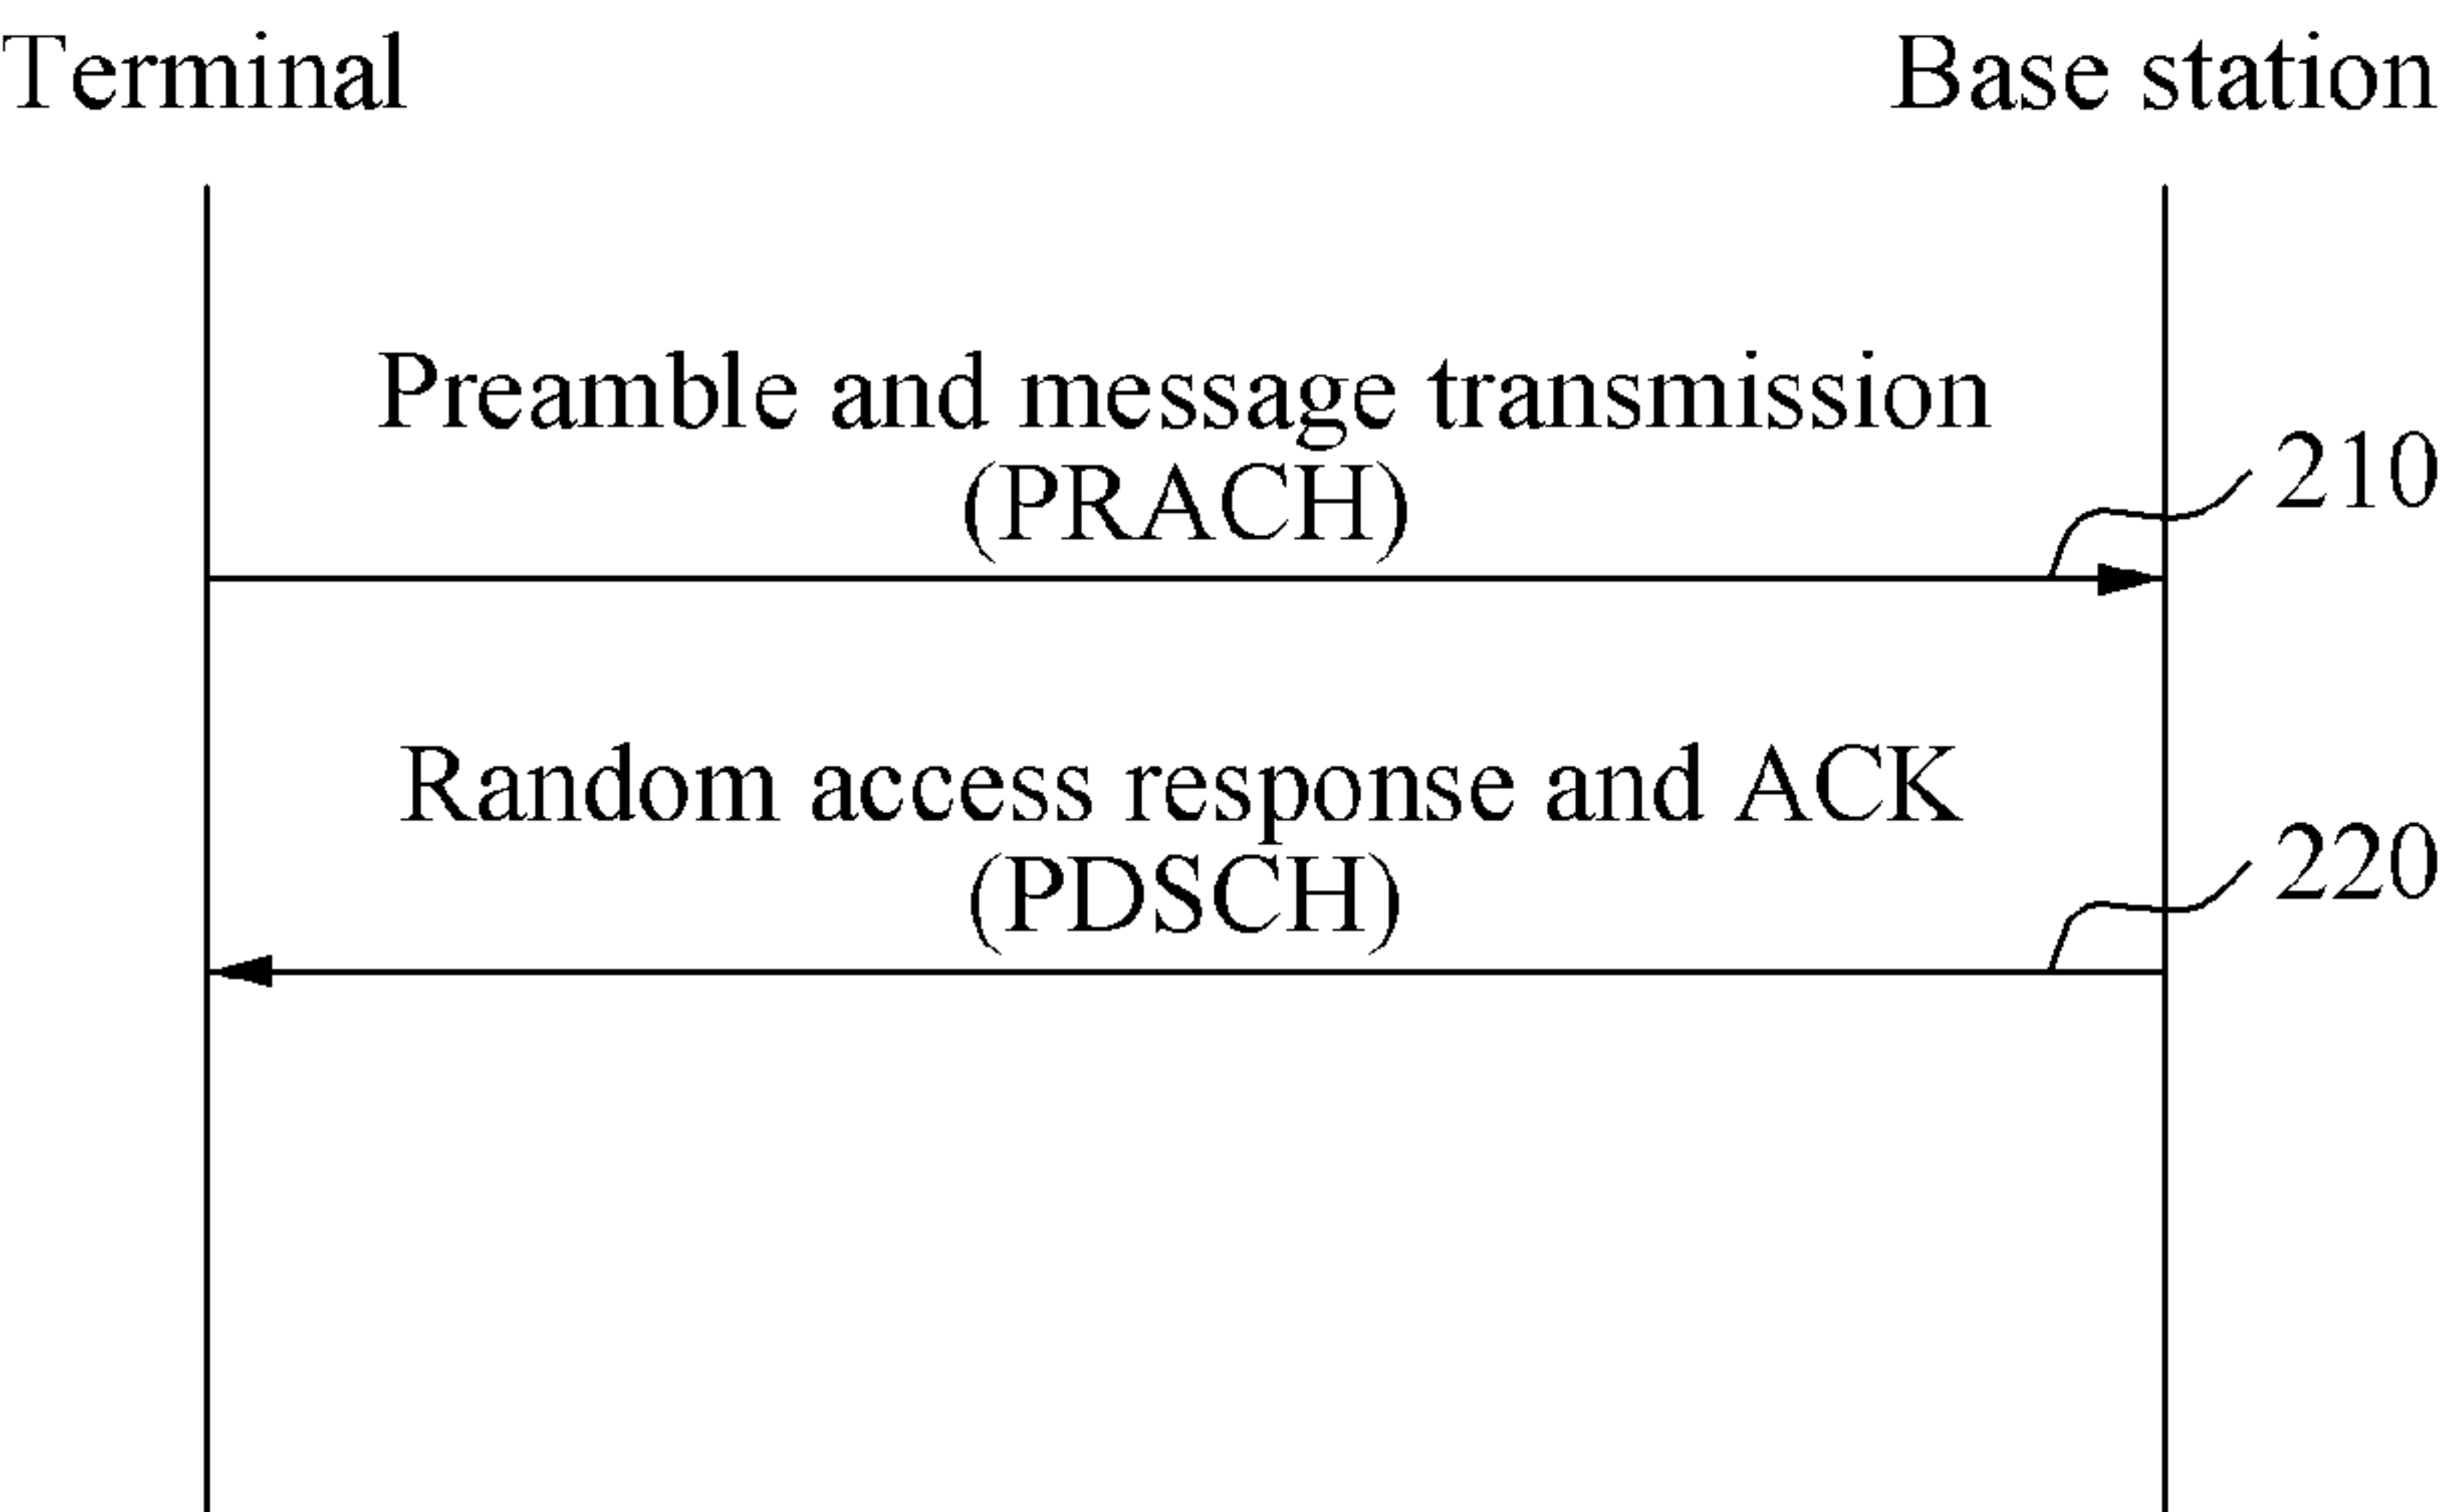 Terminal
Base station
Preamble and message transmission
(PRACH)
210
Random access response and ACK
(PDSCH)
220